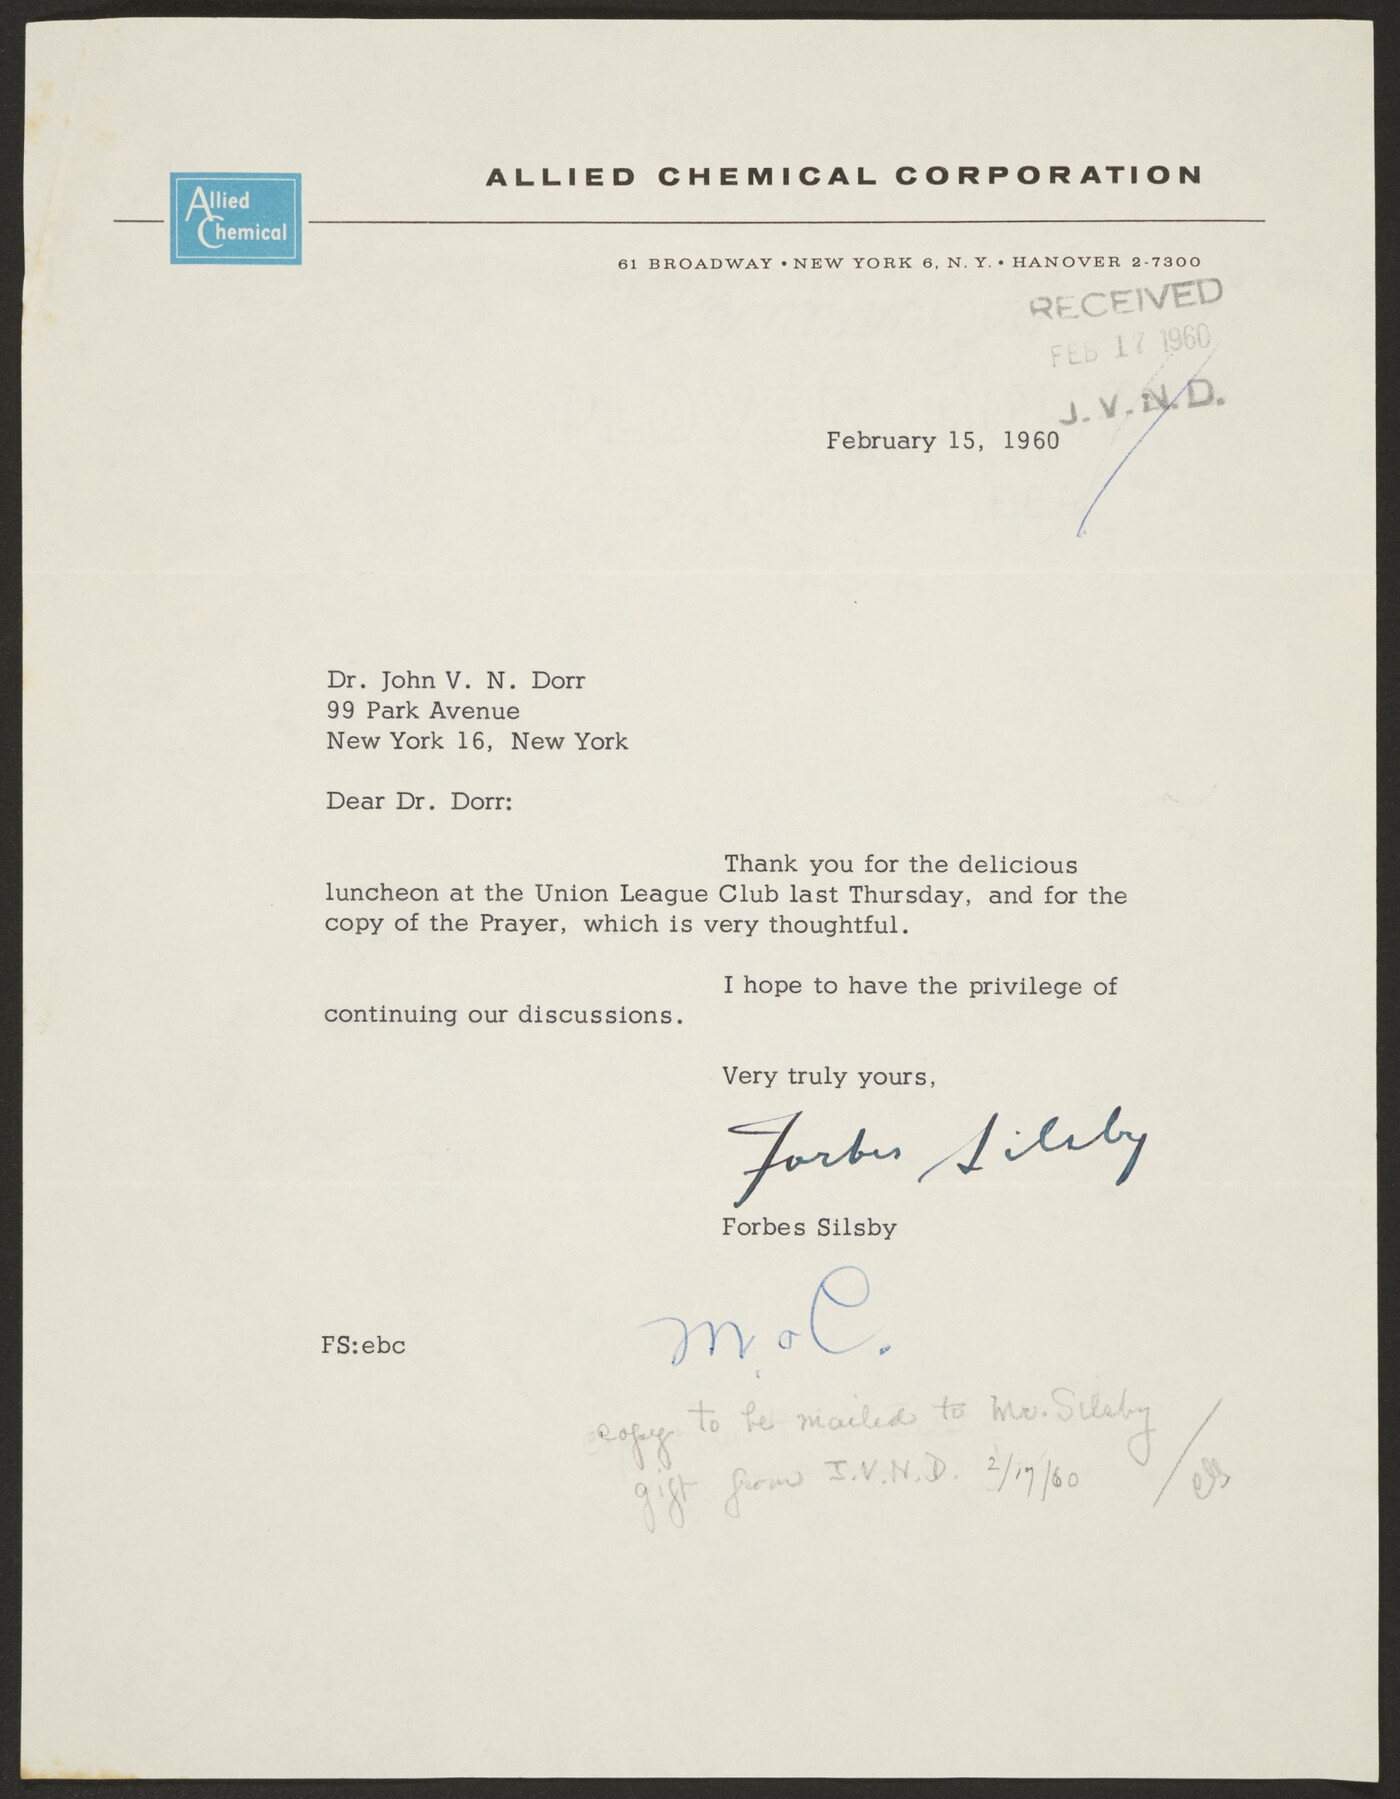 Allied
Chemical
ALLIED CHEMICAL CORPORATION
61 BROADWAY • NEW YORK 6, N. Y. • HANOVER 2-7300
RECEIVED
FEB 17 1960
J. V. N. D.
February 15, 1960
Dr. John V. N. Dorr
99 Park Avenue
New York 16, New York
Dear Dr. Dorr:
Thank you for the delicious
luncheon at the Union League Club last Thursday, and for the
copy of the Prayer, which is very thoughtful.
I hope to have the privilege of
continuing our discussions.
Very truly yours,
Forbes Silsby
Forbes Silsby
FS:ebc
M. o C.
copy to be mailed to Mr. Silsby
gift from J.V.N.D. 2/17/60